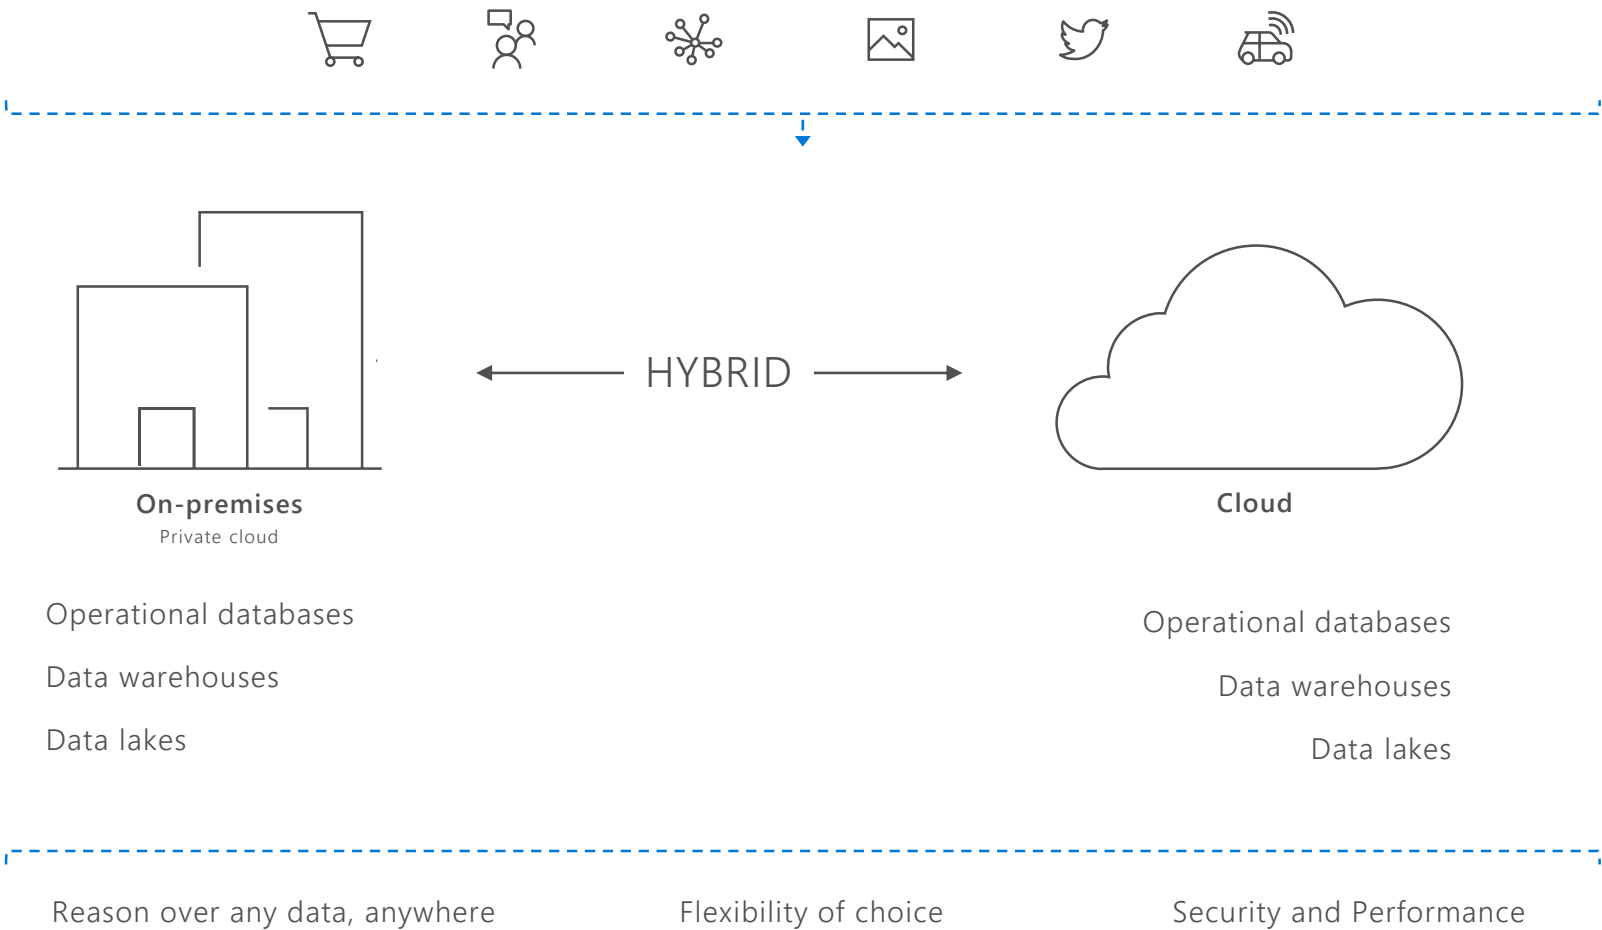 HYBRID
On-premises
Private cloud
Cloud
Operational databases
Data warehouses
Data lakes
Operational databases
Data warehouses
Data lakes
Reason over any data, anywhere
Flexibility of choice
Security and Performance